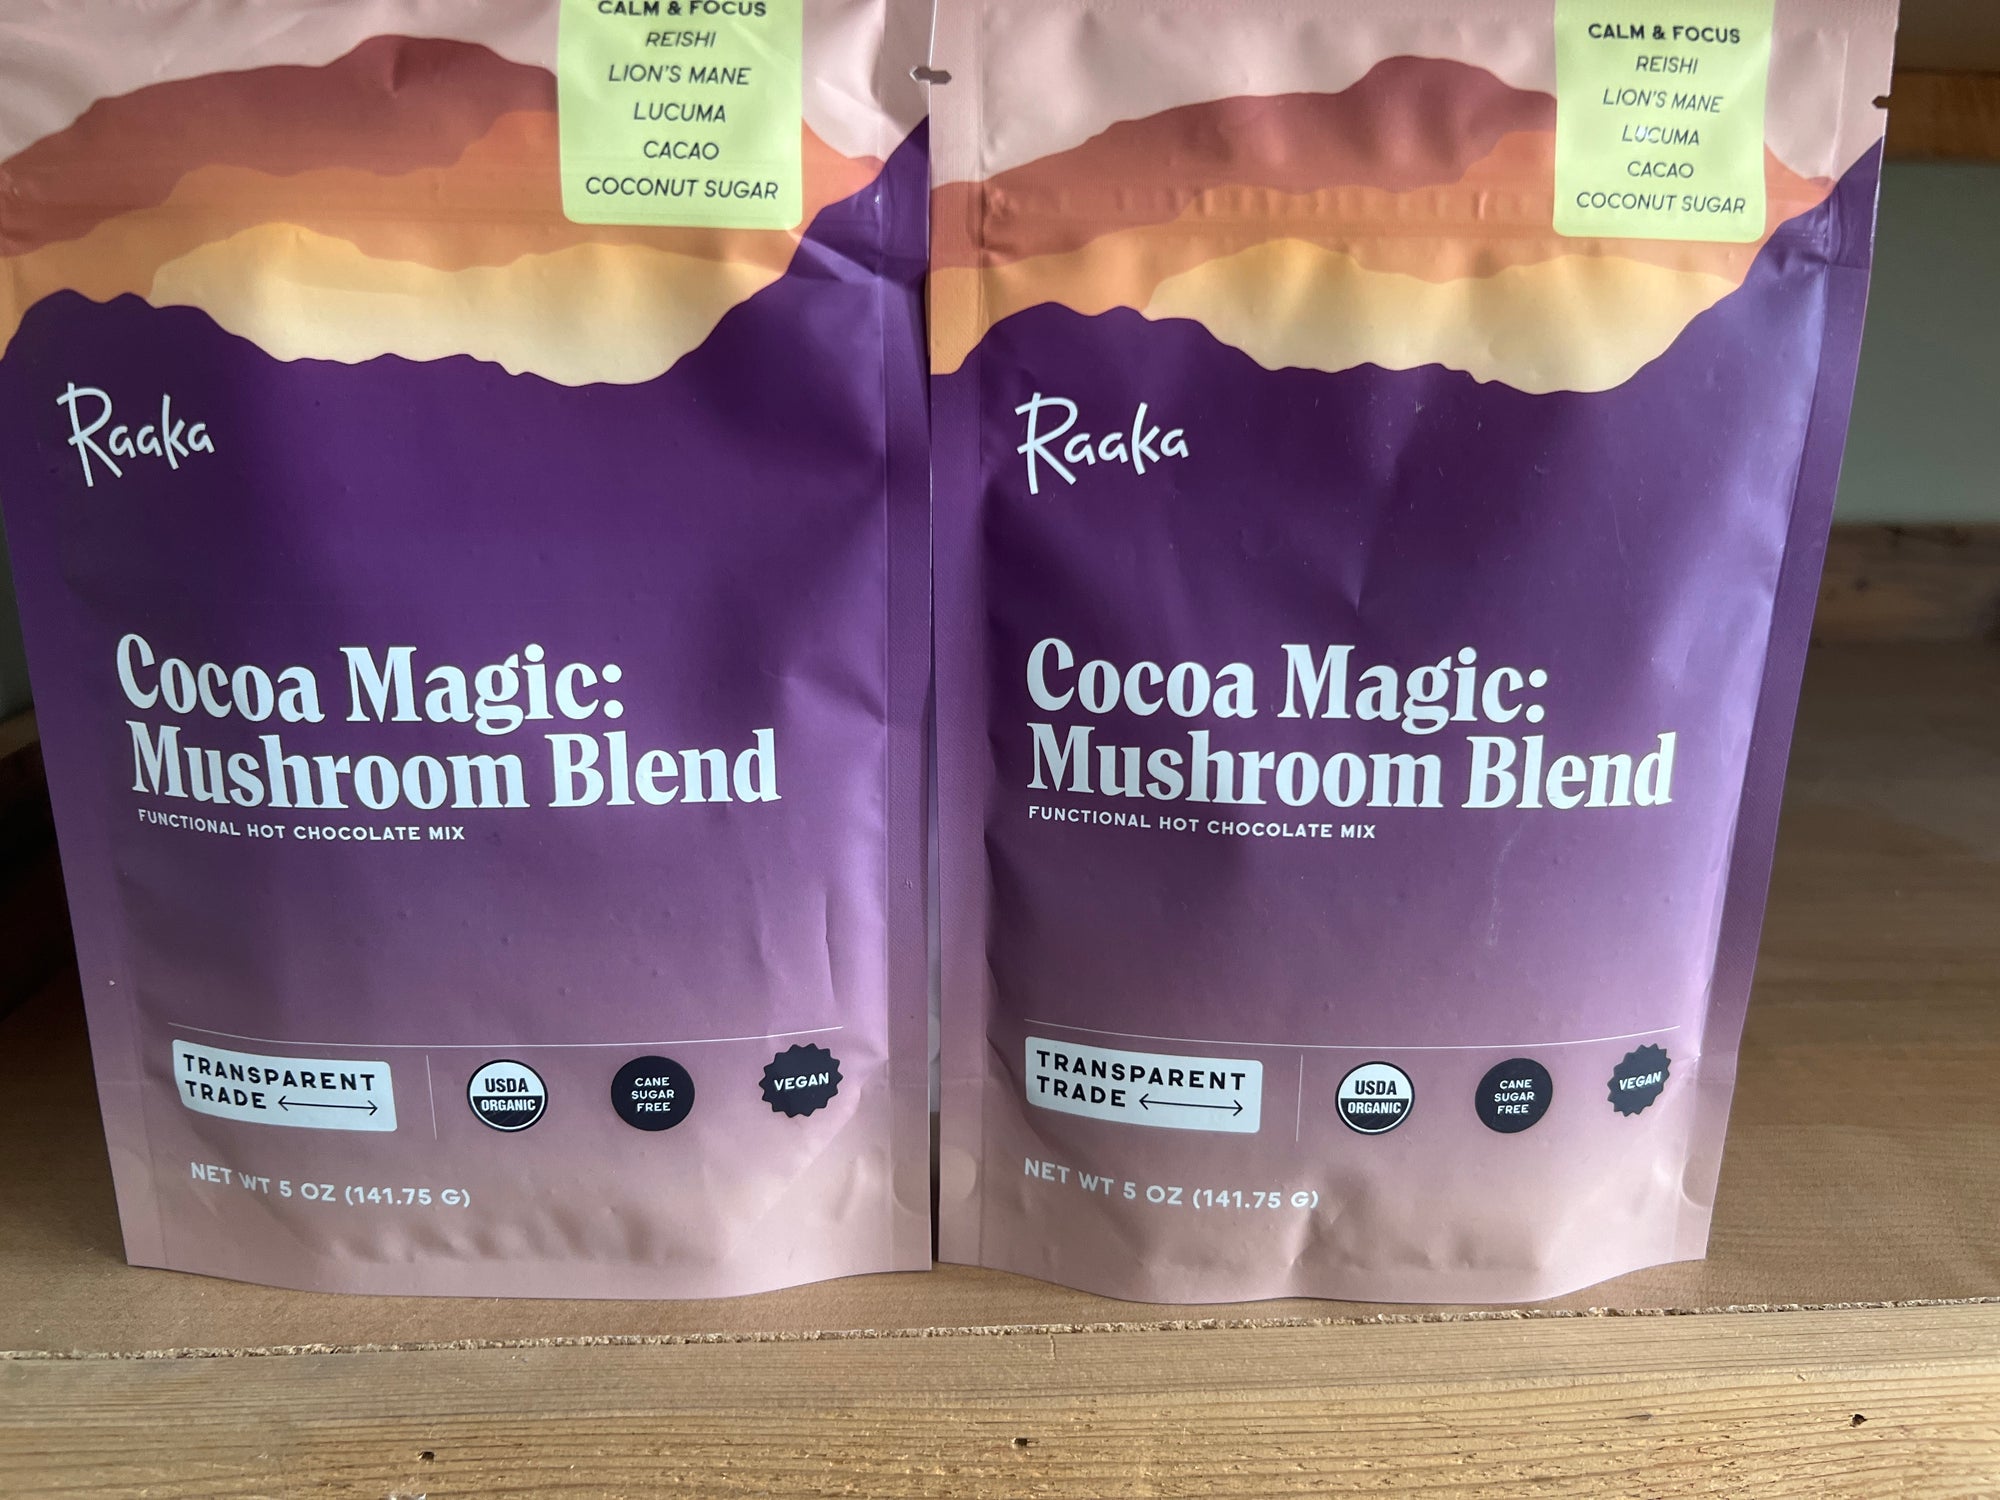 CALM & FOCUS
REISHI
LION'S MANE
LUCUMA
CACAO
COCONUT SUGAR
Raaka
Cocoa Magic:
Mushroom Blend
FUNCTIONAL HOT CHOCOLATE MIX
TRANSPARENT
TRADE
USDA
ORGANIC
CANE
SUGAR
FREE
VEGAN
NET WT 5 OZ (141.75 G)
CALM & FOCUS
REISHI
LION'S MANE
LUCUMA
CACAO
COCONUT SUGAR
Raaka
Cocoa Magic:
Mushroom Blend
FUNCTIONAL HOT CHOCOLATE MIX
TRANSPARENT
TRADE
USDA
ORGANIC
CANE
SUGAR
FREE
VEGAN
NET WT 5 OZ (141.75 G)